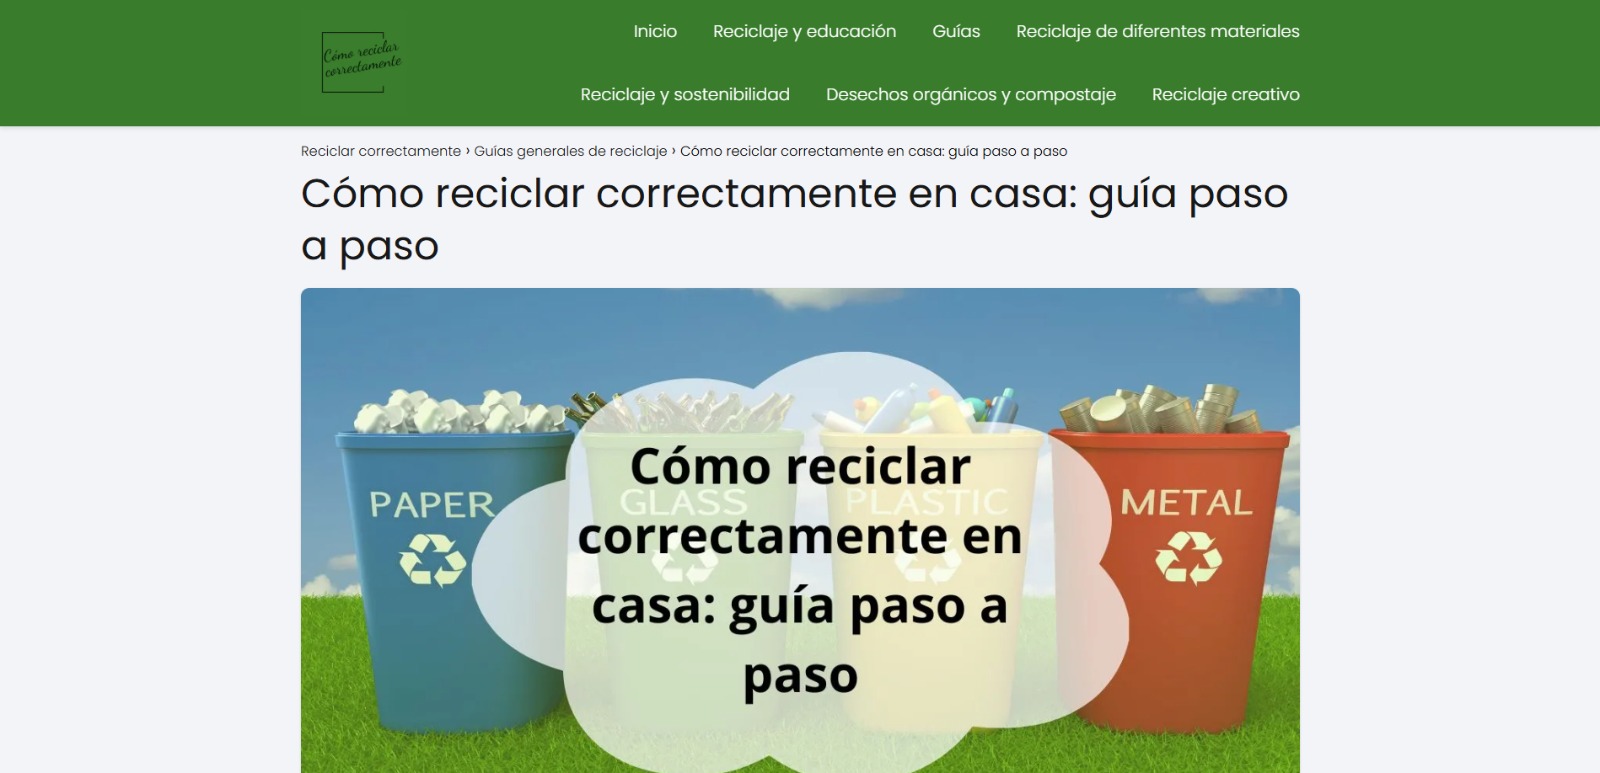 Cómo reciclar
correctamente
Inicio Reciclaje y educación Guías Reciclaje de diferentes materiales
Reciclaje y sostenibilidad Desechos orgánicos y compostaje Reciclaje creativo
Reciclar correctamente › Guías generales de reciclaje › Cómo reciclar correctamente en casa: guía paso a paso
Cómo reciclar correctamente en casa: guía paso
a paso
PAPER GLASS PLASTIC METAL
Cómo reciclar
correctamente en
casa: guía paso a
paso